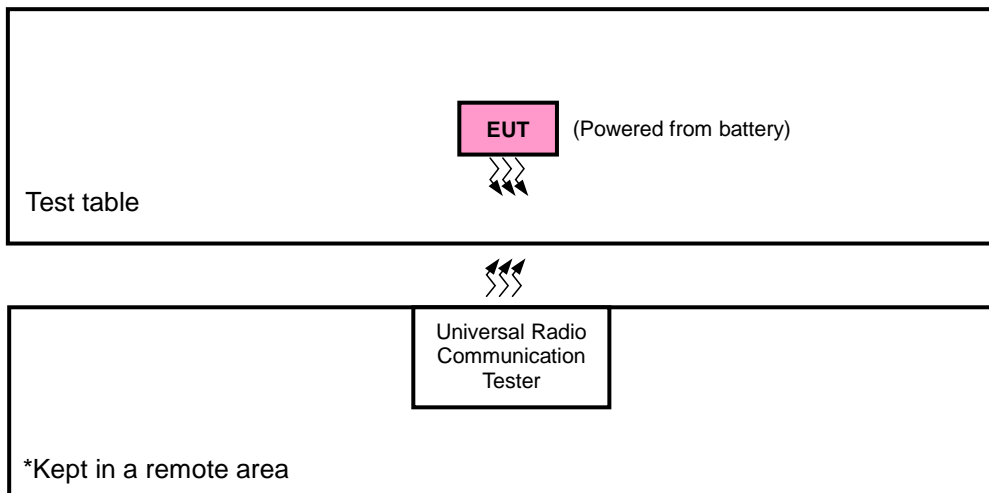 EUT (Powered from battery)
Test table
Universal Radio
Communication
Tester
*Kept in a remote area